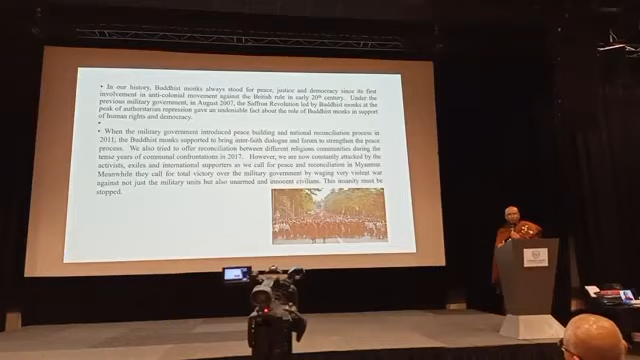 • In our history, Buddhist monks always stood for peace, justice and democracy since its first
involvement in anti-colonial movement against the British rule in early 20th century. Under the
previous military government, in August 2007, the Saffron Revolution led by Buddhist monks at the
peak of authoritarian repression gave an undeniable fact about the role of Buddhist monks in support
of human rights and democracy.
•
• When the military government introduced peace building and national reconciliation process in
2011, the Buddhist monks supported to bring inter-faith dialogue and forum to strengthen the peace
process. We also tried to offer reconciliation between different religious communities during the
tense years of communal confrontations in 2017. However, we are now constantly attacked by the
activists, exiles and international supporters as we call for peace and reconciliation in Myanmar.
Meanwhile they call for total victory over the military government by waging very violent war
against not just the military units but also unarmed and innocent civilians. This insanity must be
stopped.